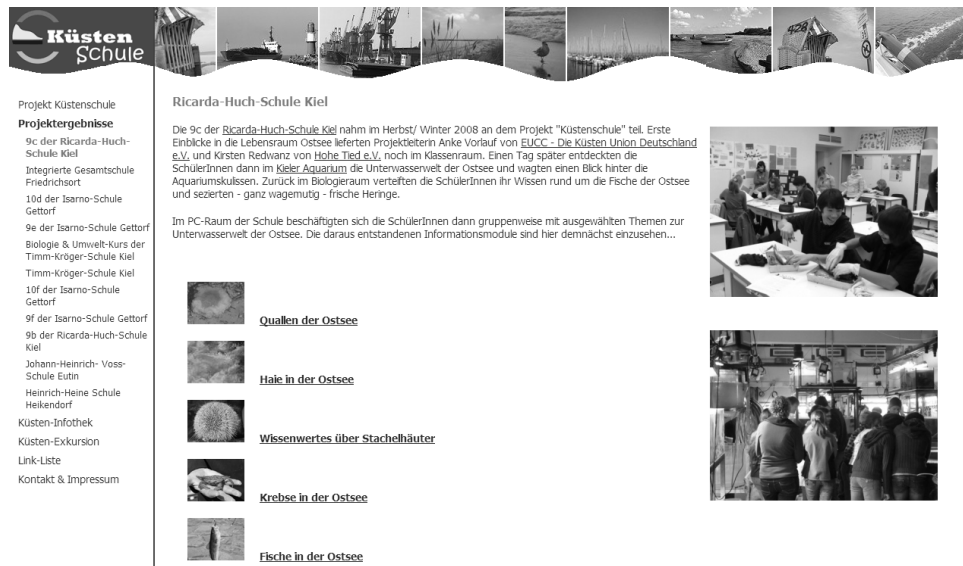 Küsten
Schule
428
Projekt Küstenschule
Projektergebnisse
9c der Ricarda-Huch-
Schule Kiel
Integrierte Gesamtschule
Friedrichsort
10d der Isarno-Schule
Gettorf
9e der Isarno-Schule Gettorf
Biologie & Umwelt-Kurs der
Timm-Kröger-Schule Kiel
Timm-Kröger-Schule Kiel
10f der Isarno-Schule
Gettorf
9f der Isarno-Schule Gettorf
9b der Ricarda-Huch-Schule
Kiel
Johann-Heinrich- Voss-
Schule Eutin
Heinrich-Heine Schule
Heikendorf
Küsten-Infothek
Küsten-Exkursion
Link-Liste
Kontakt & Impressum
Ricarda-Huch-Schule Kiel
Die 9c der Ricarda-Huch-Schule Kiel nahm im Herbst/ Winter 2008 an dem Projekt "Küstenschule" teil. Erste
Einblicke in die Lebensraum Ostsee lieferten Projektleiterin Anke Vorlauf von EUCC - Die Küsten Union Deutschland
e.V. und Kirsten Redwanz von Hohe Tied e.V. noch im Klassenraum. Einen Tag später entdeckten die
SchülerInnen dann im Kieler Aquarium die Unterwasserwelt der Ostsee und wagten einen Blick hinter die
Aquariumskulissen. Zurück im Biologieraum verteiften die SchülerInnen ihr Wissen rund um die Fische der Ostsee
und sezierten - ganz wagemutig - frische Heringe.
Im PC-Raum der Schule beschäftigten sich die SchülerInnen dann gruppenweise mit ausgewählten Themen zur
Unterwasserwelt der Ostsee. Die daraus entstandenen Informationsmodule sind hier demnächst einzusehen...
Quallen der Ostsee
Haie in der Ostsee
Wissenwertes über Stachelhäuter
Krebse in der Ostsee
Fische in der Ostsee